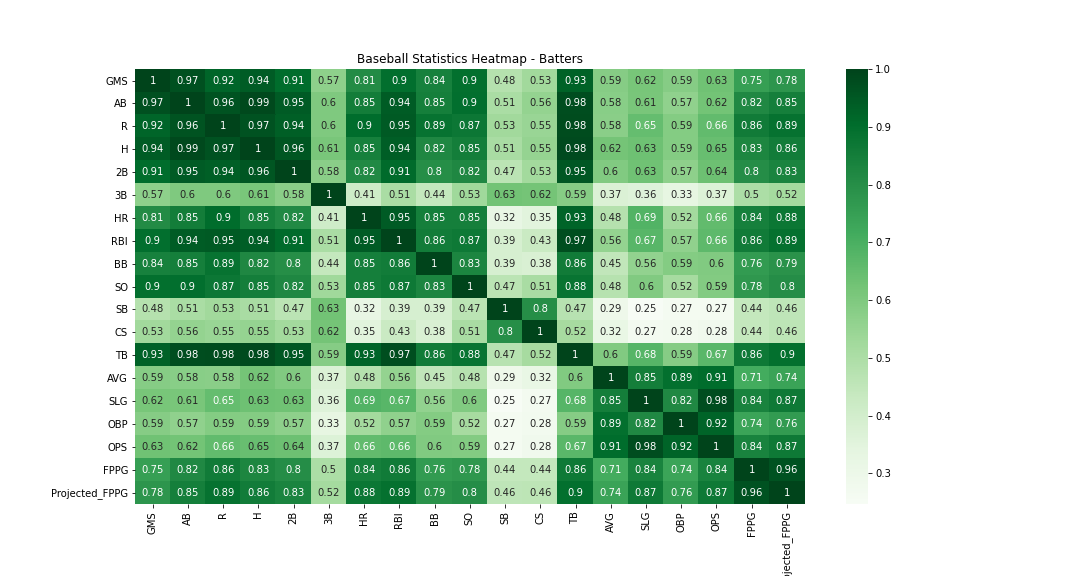 Baseball Statistics Heatmap - Batters
GMS 1 0.97 0.92 0.94 0.91 0.57 0.81 0.9 0.84 0.9 0.48 0.53 0.93 0.59 0.62 0.59 0.63 0.75 0.78
AB 0.97 1 0.96 0.99 0.95 0.6 0.85 0.94 0.85 0.9 0.51 0.56 0.98 0.58 0.61 0.57 0.62 0.82 0.85
R 0.92 0.96 1 0.97 0.94 0.6 0.9 0.95 0.89 0.87 0.53 0.55 0.98 0.58 0.65 0.59 0.66 0.86 0.89
H 0.94 0.99 0.97 1 0.96 0.61 0.85 0.94 0.82 0.85 0.51 0.55 0.98 0.62 0.63 0.59 0.65 0.83 0.86
2B 0.91 0.95 0.94 0.96 1 0.58 0.82 0.91 0.8 0.82 0.47 0.53 0.95 0.6 0.63 0.57 0.64 0.8 0.83
3B 0.57 0.6 0.6 0.61 0.58 1 0.41 0.51 0.44 0.53 0.63 0.62 0.59 0.37 0.36 0.33 0.37 0.5 0.52
HR 0.81 0.85 0.9 0.85 0.82 0.41 1 0.95 0.85 0.85 0.32 0.35 0.93 0.48 0.69 0.52 0.66 0.84 0.88
RBI 0.9 0.94 0.95 0.94 0.91 0.51 0.95 1 0.86 0.87 0.39 0.43 0.97 0.56 0.67 0.57 0.66 0.86 0.89
BB 0.84 0.85 0.89 0.82 0.8 0.44 0.85 0.86 1 0.83 0.39 0.38 0.86 0.45 0.56 0.59 0.6 0.76 0.79
SO 0.9 0.9 0.87 0.85 0.82 0.53 0.85 0.87 0.83 1 0.47 0.51 0.88 0.48 0.6 0.52 0.59 0.78 0.8
SB 0.48 0.51 0.53 0.51 0.47 0.63 0.32 0.39 0.39 0.47 1 0.8 0.47 0.29 0.25 0.27 0.27 0.44 0.46
CS 0.53 0.56 0.55 0.55 0.53 0.62 0.35 0.43 0.38 0.51 0.8 1 0.52 0.32 0.27 0.28 0.28 0.44 0.46
TB 0.93 0.98 0.98 0.98 0.95 0.59 0.93 0.97 0.86 0.88 0.47 0.52 1 0.6 0.68 0.59 0.67 0.86 0.9
AVG 0.59 0.58 0.58 0.62 0.6 0.37 0.48 0.56 0.45 0.48 0.29 0.32 0.6 1 0.85 0.89 0.91 0.71 0.74
SLG 0.62 0.61 0.65 0.63 0.63 0.36 0.69 0.67 0.56 0.6 0.25 0.27 0.68 0.85 1 0.82 0.98 0.84 0.87
OBP 0.59 0.57 0.59 0.59 0.57 0.33 0.52 0.57 0.59 0.52 0.27 0.28 0.59 0.89 0.82 1 0.92 0.74 0.76
OPS 0.63 0.62 0.66 0.65 0.64 0.37 0.66 0.66 0.6 0.59 0.27 0.28 0.67 0.91 0.98 0.92 1 0.84 0.87
FPPG 0.75 0.82 0.86 0.83 0.8 0.5 0.84 0.86 0.76 0.78 0.44 0.44 0.86 0.71 0.84 0.74 0.84 1 0.96
Projected_FPPG 0.78 0.85 0.89 0.86 0.83 0.52 0.88 0.89 0.79 0.8 0.46 0.46 0.9 0.74 0.87 0.76 0.87 0.96 1
GMS AB R H 2B 3B HR RBI BB SO SB CS TB AVG SLG OBP OPS FPPG jected_FPPG
1.0
0.9
0.8
0.7
0.6
0.5
0.4
0.3